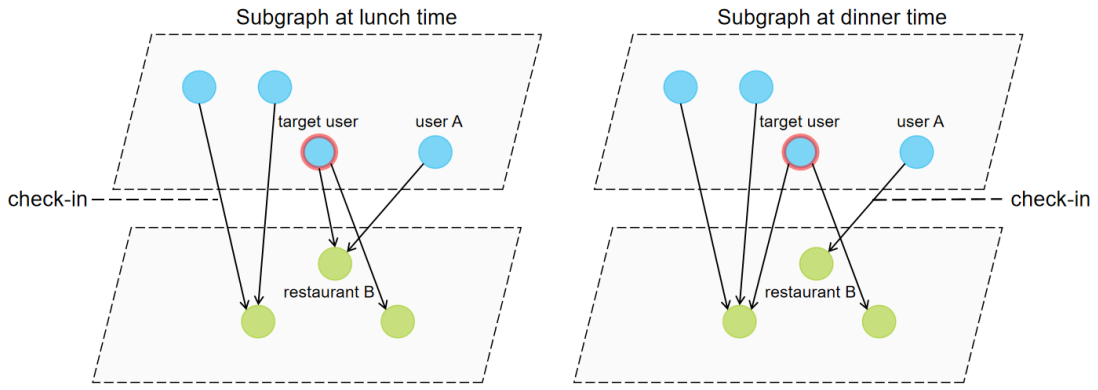 Subgraph at lunch time
Subgraph at dinner time
target user
user A
target user
user A
check-in
check-in
restaurant B
restaurant B